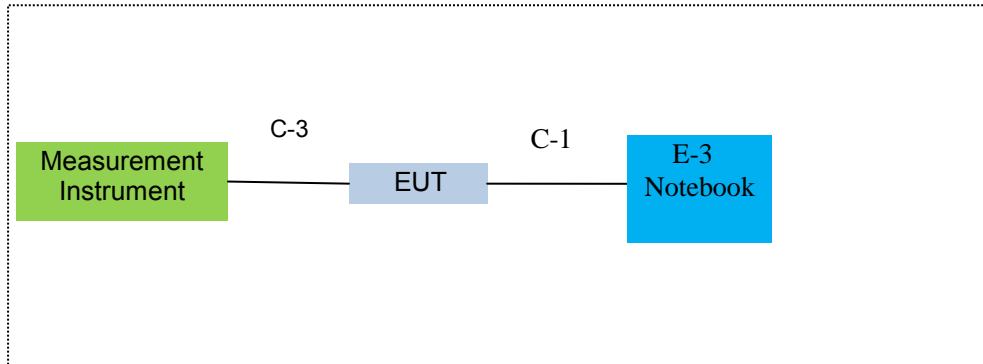 C-3
C-1
Measurement
Instrument
EUT
E-3
Notebook